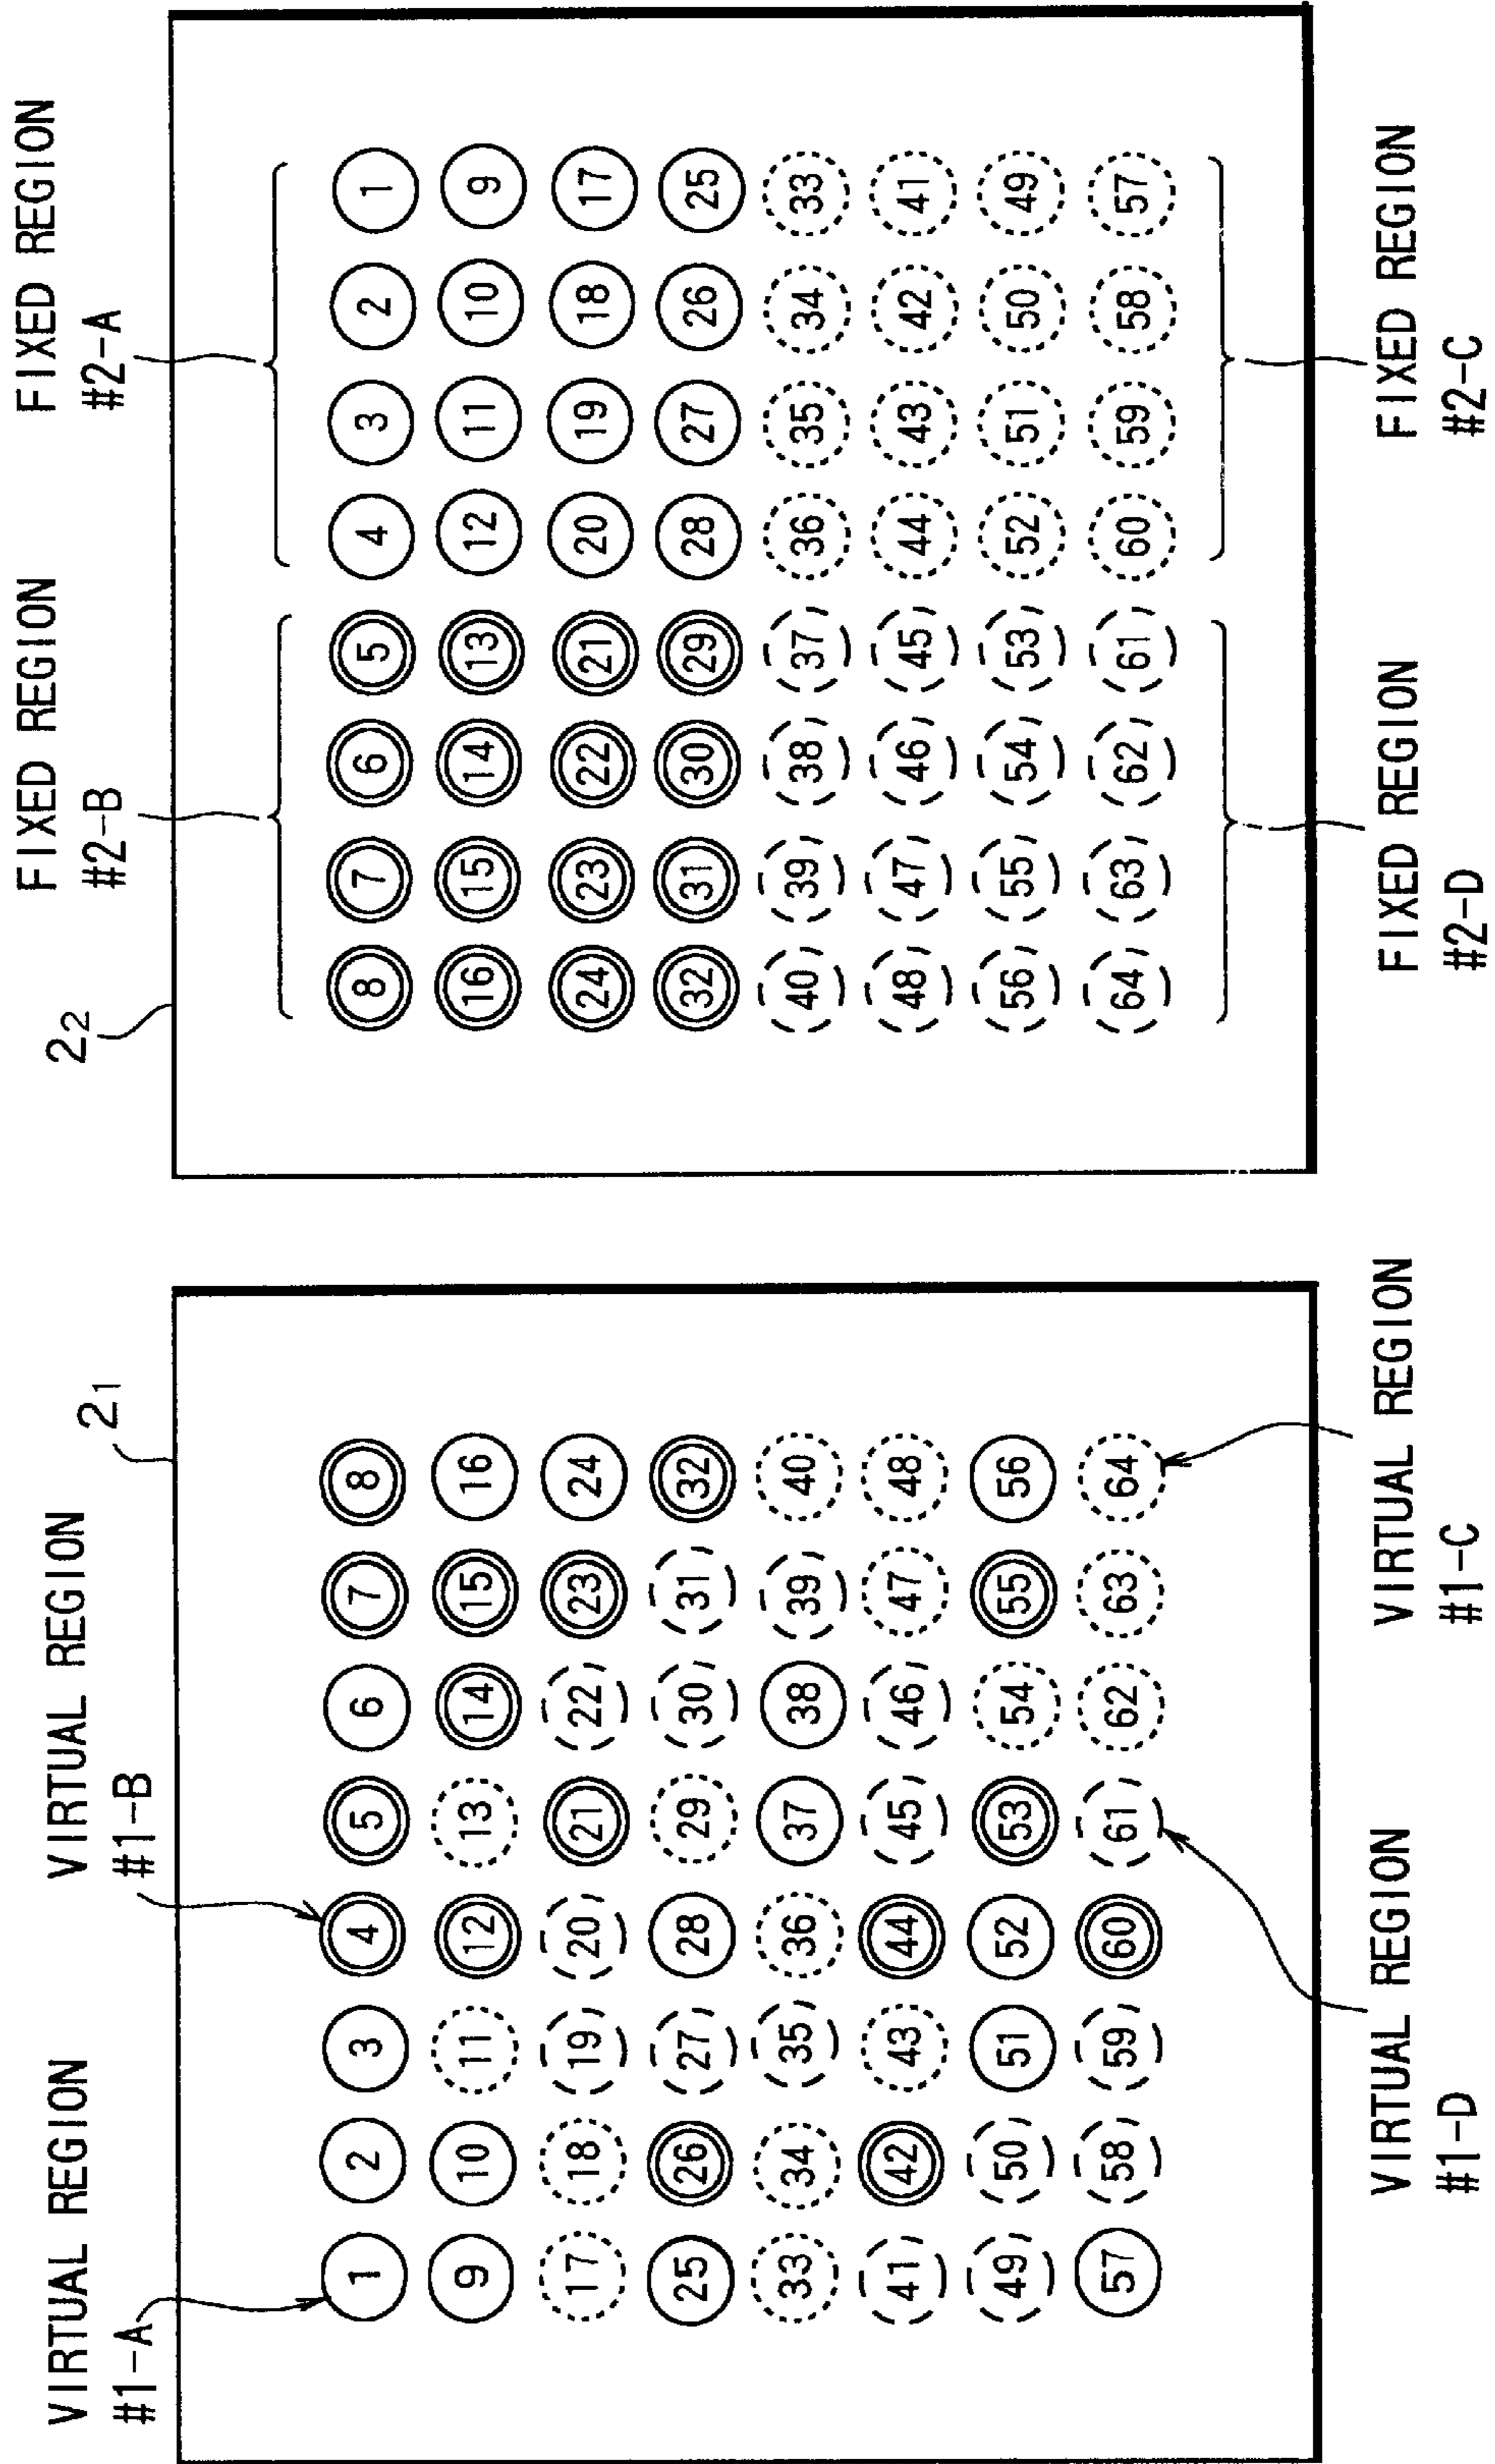 VIRTUAL REGION
#1-A
VIRTUAL REGION
#1-B
2₁
1 2 3 4 5 6 7 8
9 10 11 12 13 14 15 16
17 18 19 20 21 22 23 24
25 26 27 28 29 30 31 32
33 34 35 36 37 38 39 40
41 42 43 44 45 46 47 48
49 50 51 52 53 54 55 56
57 58 59 60 61 62 63 64
VIRTUAL REGION
#1-D
VIRTUAL REGION
#1-C
2₂
FIXED REGION
#2-B
FIXED REGION
#2-A
8 7 6 5 4 3 2 1
16 15 14 13 12 11 10 9
24 23 22 21 20 19 18 17
32 31 30 29 28 27 26 25
40 39 38 37 36 35 34 33
48 47 46 45 44 43 42 41
56 55 54 53 52 51 50 49
64 63 62 61 60 59 58 57
FIXED REGION
#2-D
FIXED REGION
#2-C